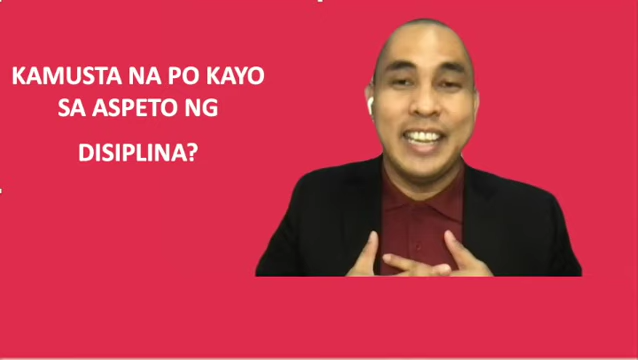 KAMUSTA NA PO KAYO
SA ASPETO NG
DISIPLINA?